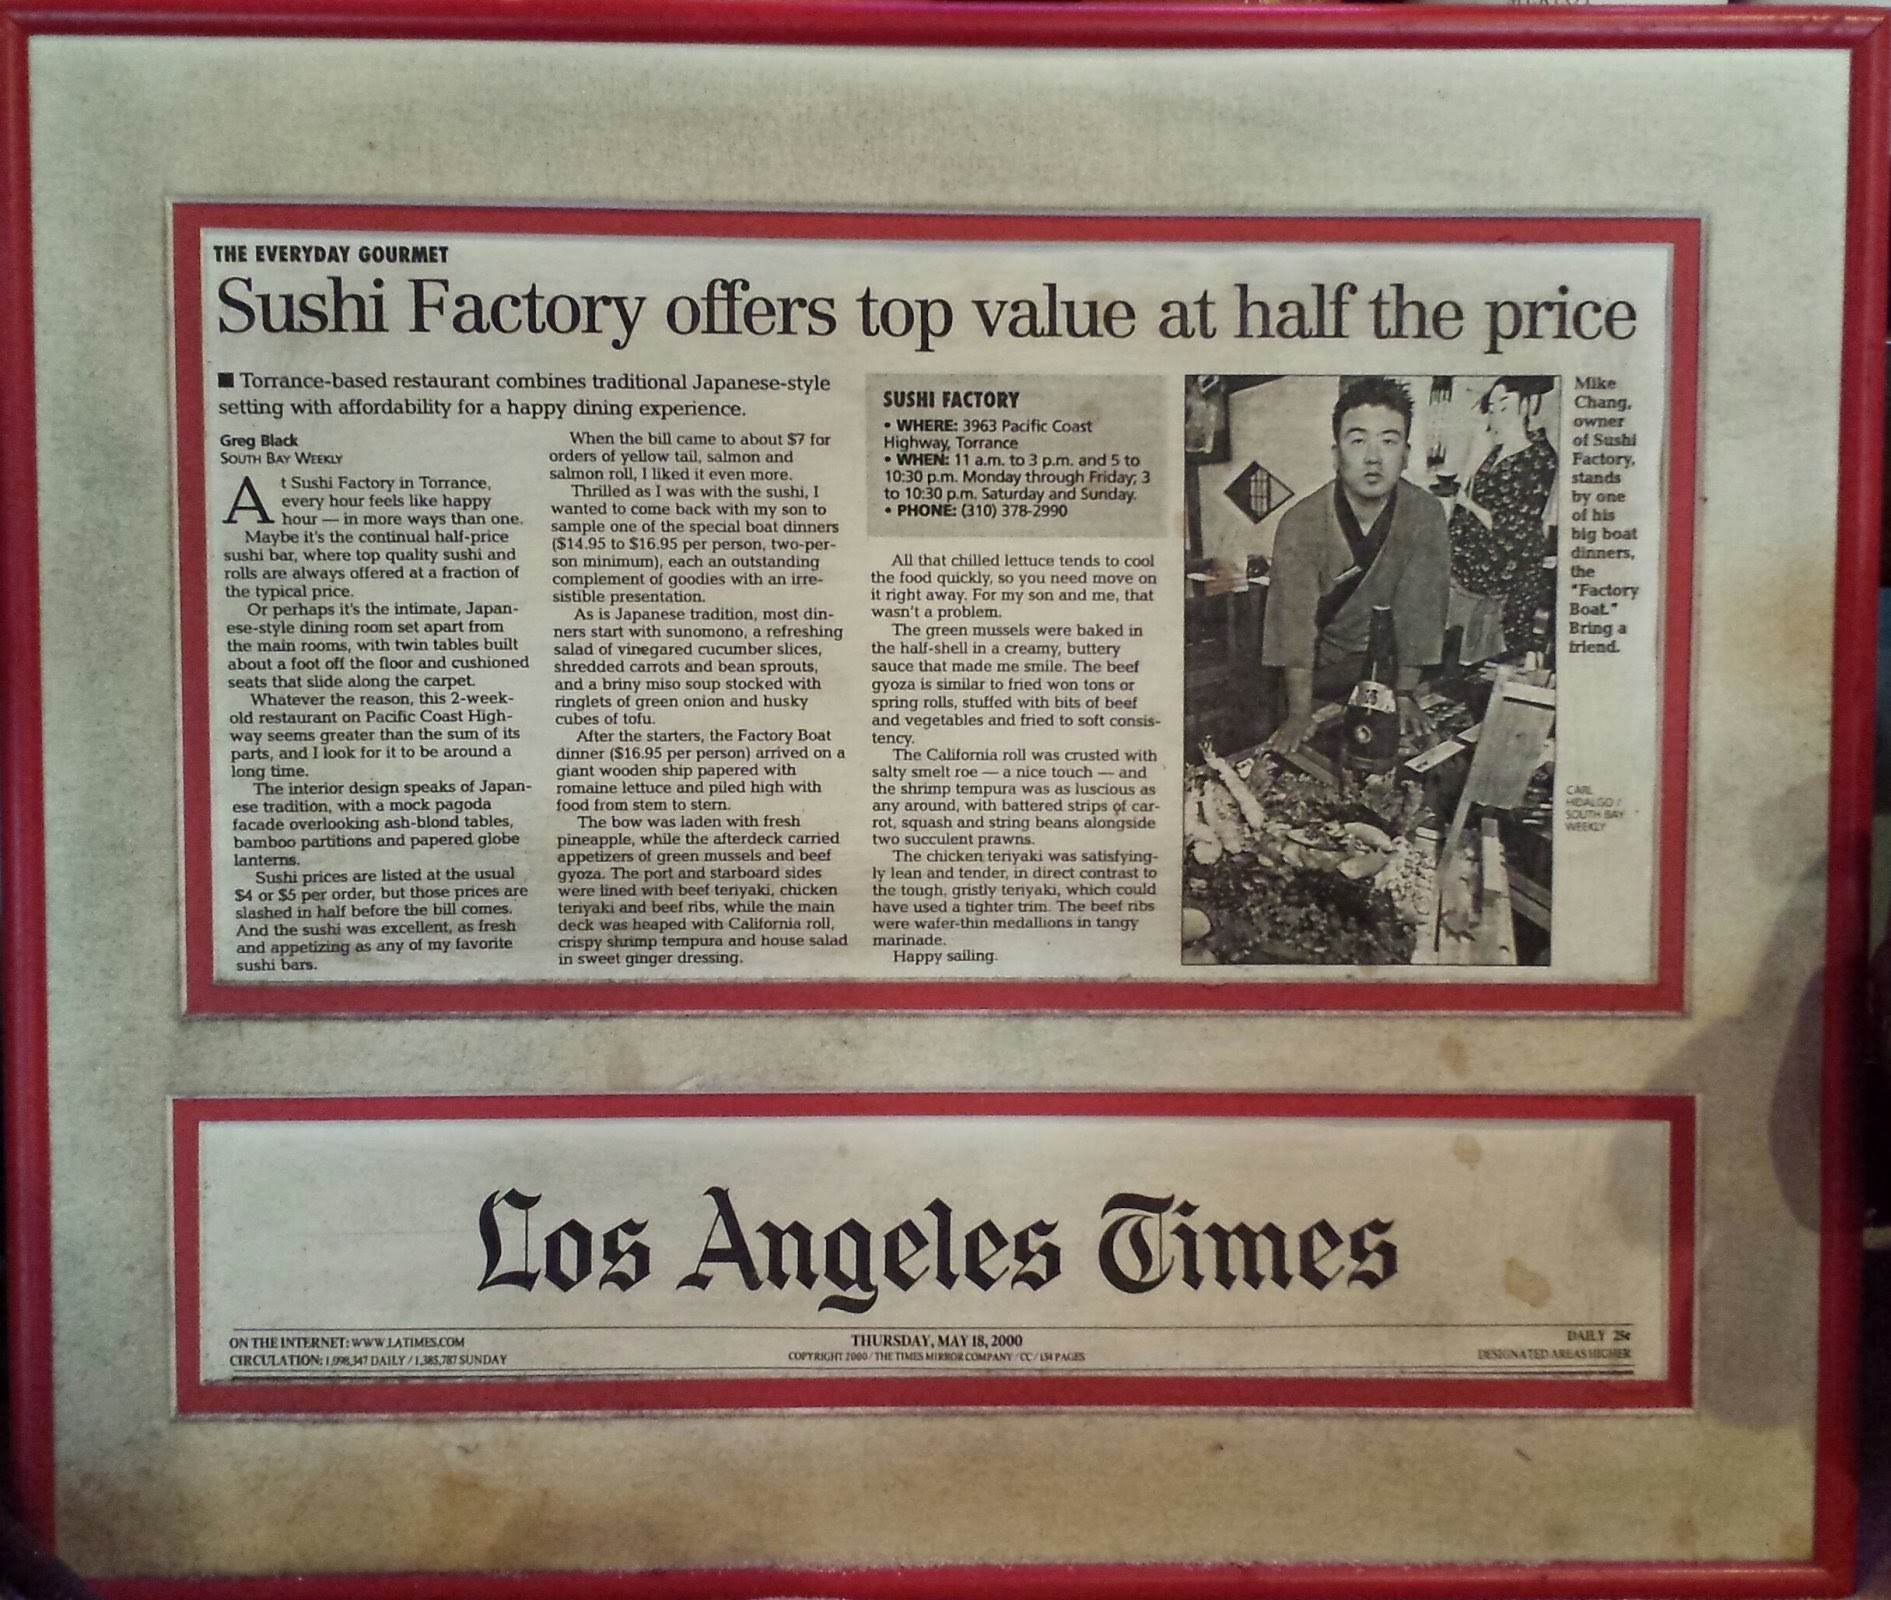 THE EVERYDAY GOURMET
Sushi Factory offers top value at half the price
■ Torrance-based restaurant combines traditional Japanese-style
setting with affordability for a happy dining experience.
Greg Black
SOUTH BAY WEEKLY
At Sushi Factory in Torrance,
every hour feels like happy
hour — in more ways than one.
Maybe it's the continual half-price
sushi bar, where top quality sushi and
rolls are always offered at a fraction of
the typical price.
Or perhaps it's the intimate, Japan-
ese-style dining room set apart from
the main rooms, with twin tables built
about a foot off the floor and cushioned
seats that slide along the carpet.
Whatever the reason, this 2-week-
old restaurant on Pacific Coast High-
way seems greater than the sum of its
parts, and I look for it to be around a
long time.
The interior design speaks of Japan-
ese tradition, with a mock pagoda
facade overlooking ash-blond tables,
bamboo partitions and papered globe
lanterns.
Sushi prices are listed at the usual
$4 or $5 per order, but those prices are
slashed in half before the bill comes.
And the sushi was excellent, as fresh
and appetizing as any of my favorite
sushi bars.
When the bill came to about $7 for
orders of yellow tail, salmon and
salmon roll, I liked it even more.
Thrilled as I was with the sushi, I
wanted to come back with my son to
sample one of the special boat dinners
($14.95 to $16.95 per person, two-per-
son minimum), each an outstanding
complement of goodies with an irre-
sistible presentation.
As is Japanese tradition, most din-
ners start with sunomono, a refreshing
salad of vinegared cucumber slices,
shredded carrots and bean sprouts,
and a briny miso soup stocked with
ringlets of green onion and husky
cubes of tofu.
After the starters, the Factory Boat
dinner ($16.95 per person) arrived on a
giant wooden ship papered with
romaine lettuce and piled high with
food from stem to stern.
The bow was laden with fresh
pineapple, while the afterdeck carried
appetizers of green mussels and beef
gyoza. The port and starboard sides
were lined with beef teriyaki, chicken
teriyaki and beef ribs, while the main
deck was heaped with California roll,
crispy shrimp tempura and house salad
in sweet ginger dressing.
SUSHI FACTORY
• WHERE: 3963 Pacific Coast
Highway, Torrance
• WHEN: 11 a.m. to 3 p.m. and 5 to
10:30 p.m. Monday through Friday; 3
to 10:30 p.m. Saturday and Sunday.
• PHONE: (310) 378-2990
All that chilled lettuce tends to cool
the food quickly, so you need move on
it right away. For my son and me, that
wasn't a problem.
The green mussels were baked in
the half-shell in a creamy, buttery
sauce that made me smile. The beef
gyoza is similar to fried won tons or
spring rolls, stuffed with bits of beef
and vegetables and fried to soft consis-
tency.
The California roll was crusted with
salty smelt roe — a nice touch — and
the shrimp tempura was as luscious as
any around, with battered strips of car-
rot, squash and string beans alongside
two succulent prawns.
The chicken teriyaki was satisfying-
ly lean and tender, in direct contrast to
the tough, gristly teriyaki, which could
have used a tighter trim. The beef ribs
were wafer-thin medallions in tangy
marinade.
Happy sailing.
Mike
Chang,
owner
of Sushi
Factory,
stands
by one
of his
big boat
dinners,
the
"Factory
Boat."
Bring a
friend.
CARL
HIDALGO /
SOUTH BAY
WEEKLY
Los Angeles Times
ON THE INTERNET: WWW.LATIMES.COM
CIRCULATION: 1,098,347 DAILY / 1,385,787 SUNDAY
THURSDAY, MAY 18, 2000
COPYRIGHT 2000 / THE TIMES MIRROR COMPANY / CC / 154 PAGES
DAILY 25¢
DESIGNATED AREAS HIGHER